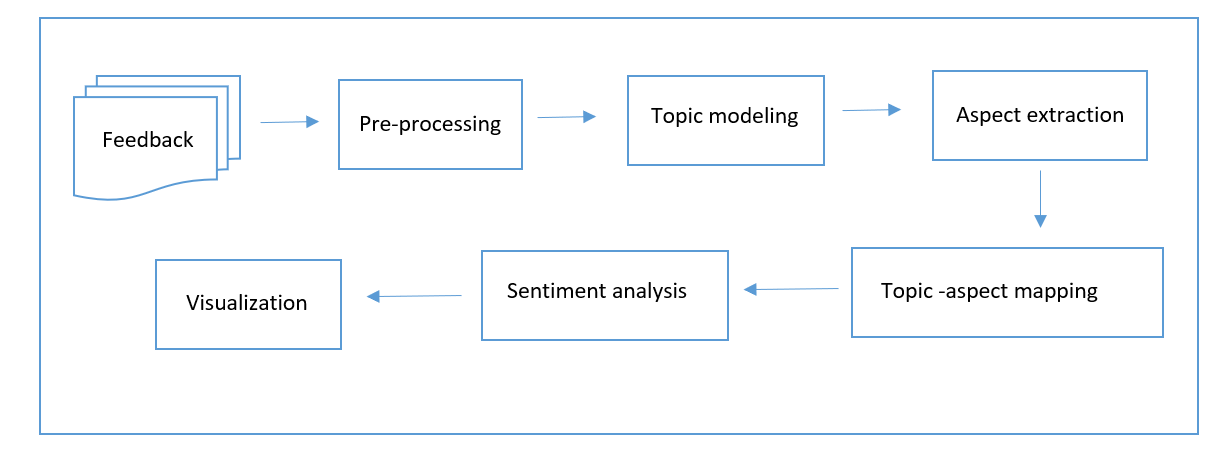 Feedback
Pre-processing
Topic modeling
Aspect extraction
Topic -aspect mapping
Sentiment analysis
Visualization